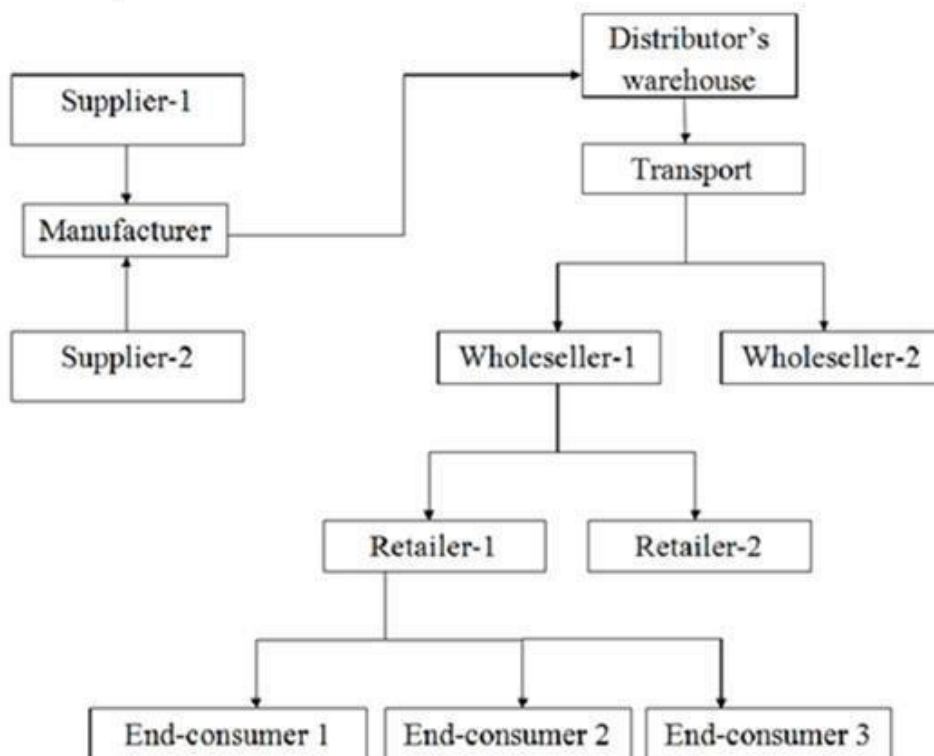 Distributor's
warehouse
Supplier-1
Transport
Manufacturer
Supplier-2
Wholeseller-1
Wholeseller-2
Retailer-1
Retailer-2
End-consumer 1
End-consumer 2
End-consumer 3